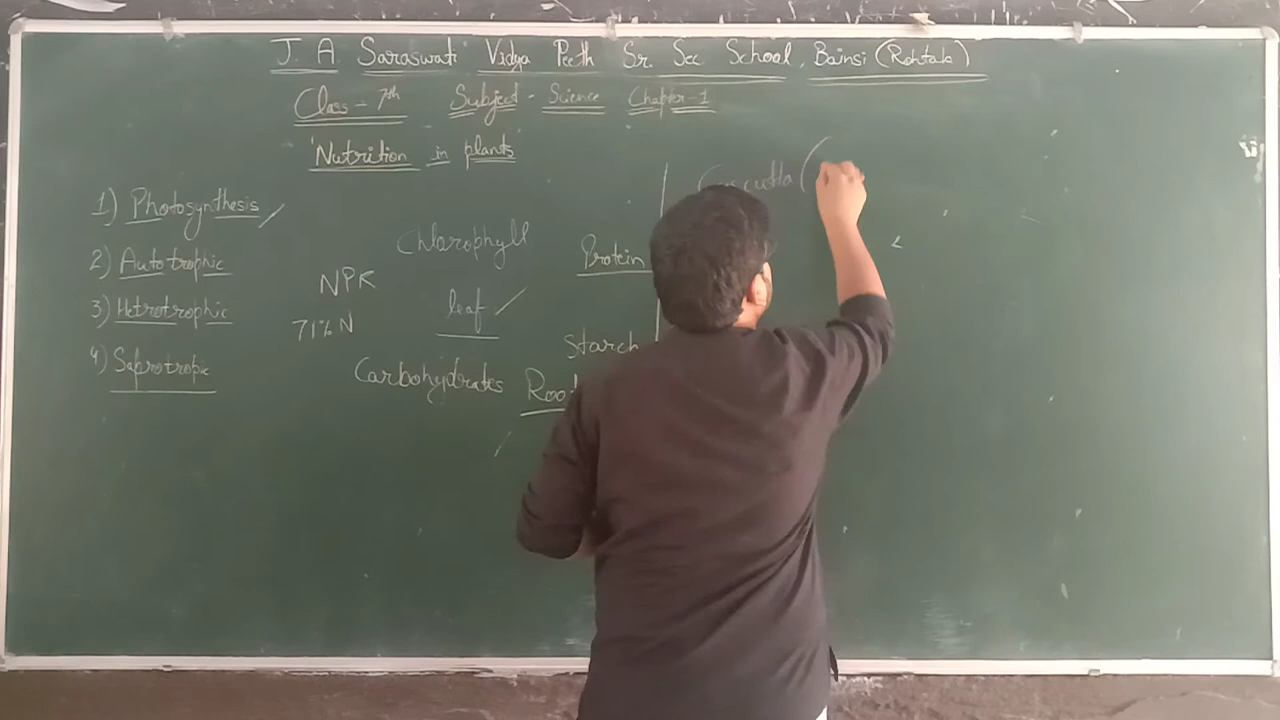 J. A. Saraswati Vidya Peeth Sr. Sec. School, Bainsi (Rohtak)
Class - 7th Subject - Science Chapter-1
"Nutrition in plants
1) Photosynthesis
2) Autotrophic
3) Hetrotrophic
4) Saprotropic
NPK
71% N
Chlorophyll
leaf
Carbohydrates
Protein
Starch
Root
Cuscutta (